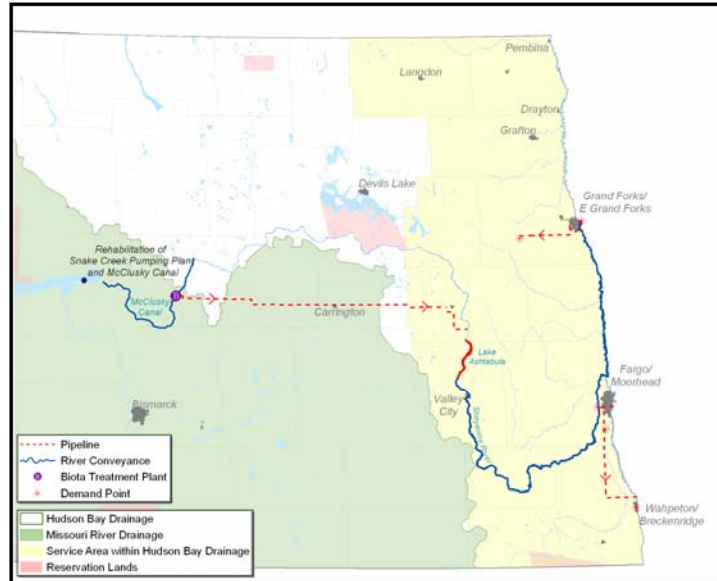 Pembina
Langdon
Drayton
Grafton
Devils Lake
Grand Forks/
E Grand Forks
Rehabilitation of
Snake Creek Pumping Plant
and McClusky Canal
McClusky
Canal
B
Carrington
Lake
Ashtabula
Fargo/
Moorhead
Valley
City
Bismarck
Sheyenne River
Wahpeton/
Breckenridge
Pipeline
River Conveyance
B Biota Treatment Plant
Demand Point
Hudson Bay Drainage
Missouri River Drainage
Service Area within Hudson Bay Drainage
Reservation Lands